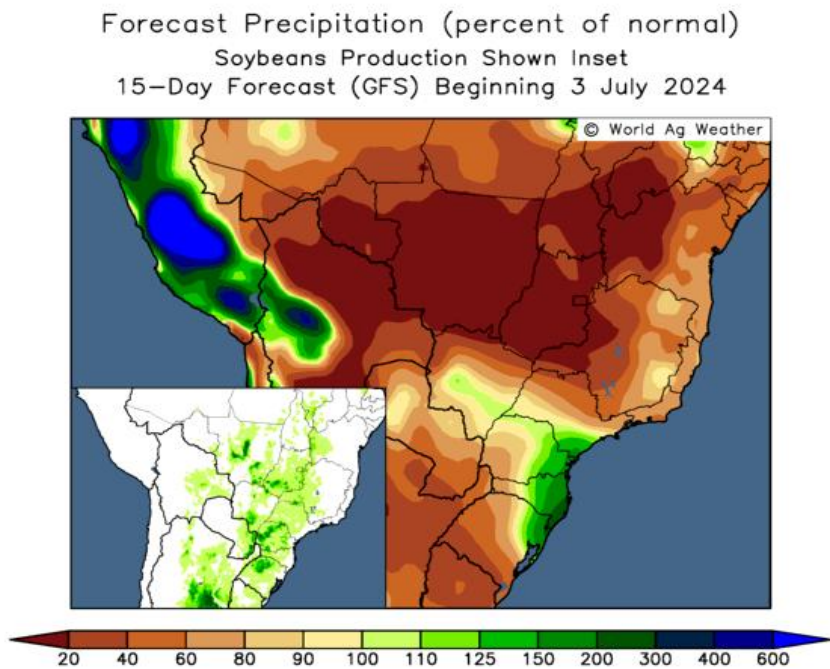 Forecast Precipitation (percent of normal)
Soybeans Production Shown Inset
15-Day Forecast (GFS) Beginning 3 July 2024
© World Ag Weather
20 40 60 80 90 100 110 125 150 200 300 400 600